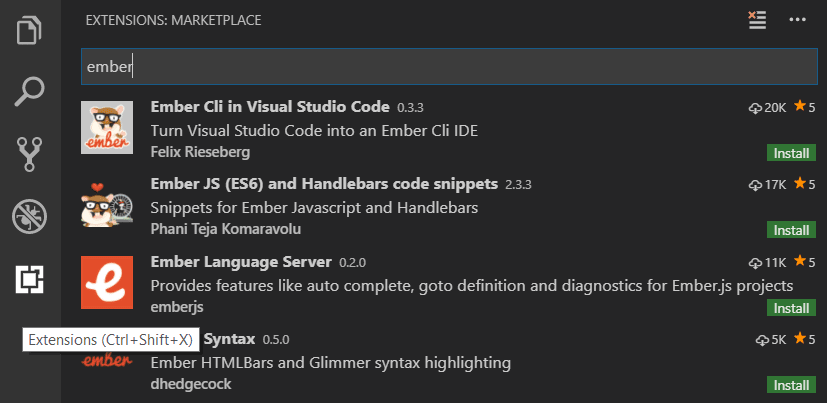 EXTENSIONS: MARKETPLACE
ember
Ember Cli in Visual Studio Code 0.3.3 20K 5
Turn Visual Studio Code into an Ember Cli IDE
Felix Rieseberg Install
ember
Ember JS (ES6) and Handlebars code snippets 2.3.3 17K 5
Snippets for Ember Javascript and Handlebars
Phani Teja Komaravolu Install
e
Ember Language Server 0.2.0 11K 5
Provides features like auto complete, goto definition and diagnostics for Ember.js projects
emberjs Install
Extensions (Ctrl+Shift+X)
Syntax 0.5.0 5K 5
Ember HTMLBars and Glimmer syntax highlighting
ember
dhedgecock Install